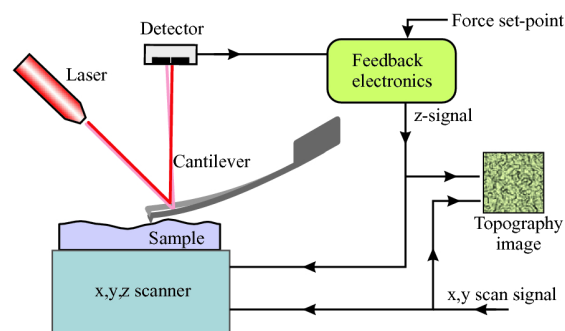 Detector
Force set-point
Laser
Feedback
electronics
z-signal
Cantilever
Sample
Topography
image
x,y,z scanner
x,y scan signal